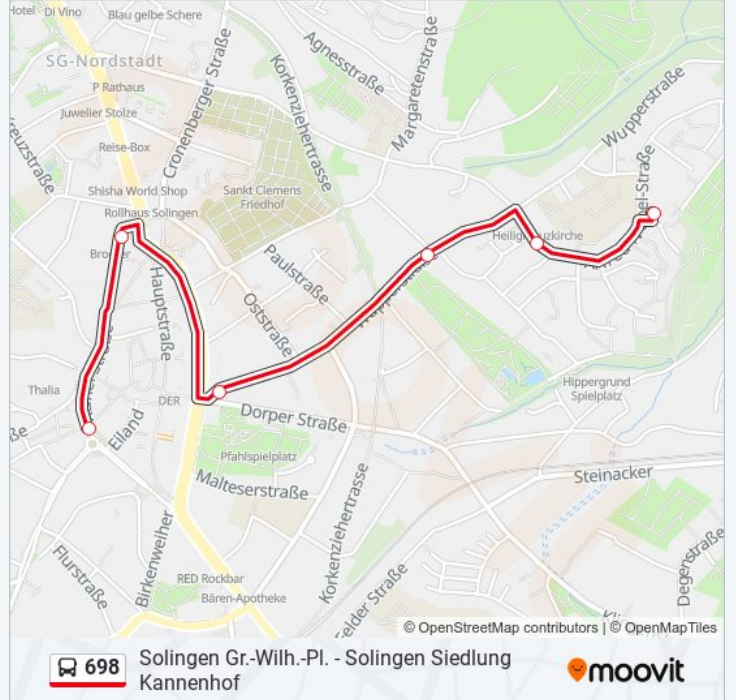 Hotel Di Vino
Blau gelbe Schere
SG-Nordstadt
P Rathaus
Juwelier Stolze
Reise-Box
Shisha World Shop
Rollhaus Solingen
Cronenberger Straße
Korkenziehertrasse
Agnesstraße
Margaretenstraße
Wupperstraße
Sankt Clemens
Friedhof
Paulstraße
Oststraße
Hauptstraße
Thalia
DER
Eiland
Dorper Straße
Pfahlspielplatz
Malteserstraße
Korkenziehertrasse
Hippergrund
Spielplatz
Steinacker
Degenstraße
Flurstraße
Birkenweiher
RED Rockbar
Bären-Apotheke
© OpenStreetMap contributors | © OpenMapTiles
698
Solingen Gr.-Wilh.-Pl. - Solingen Siedlung
Kannenhof
moovit